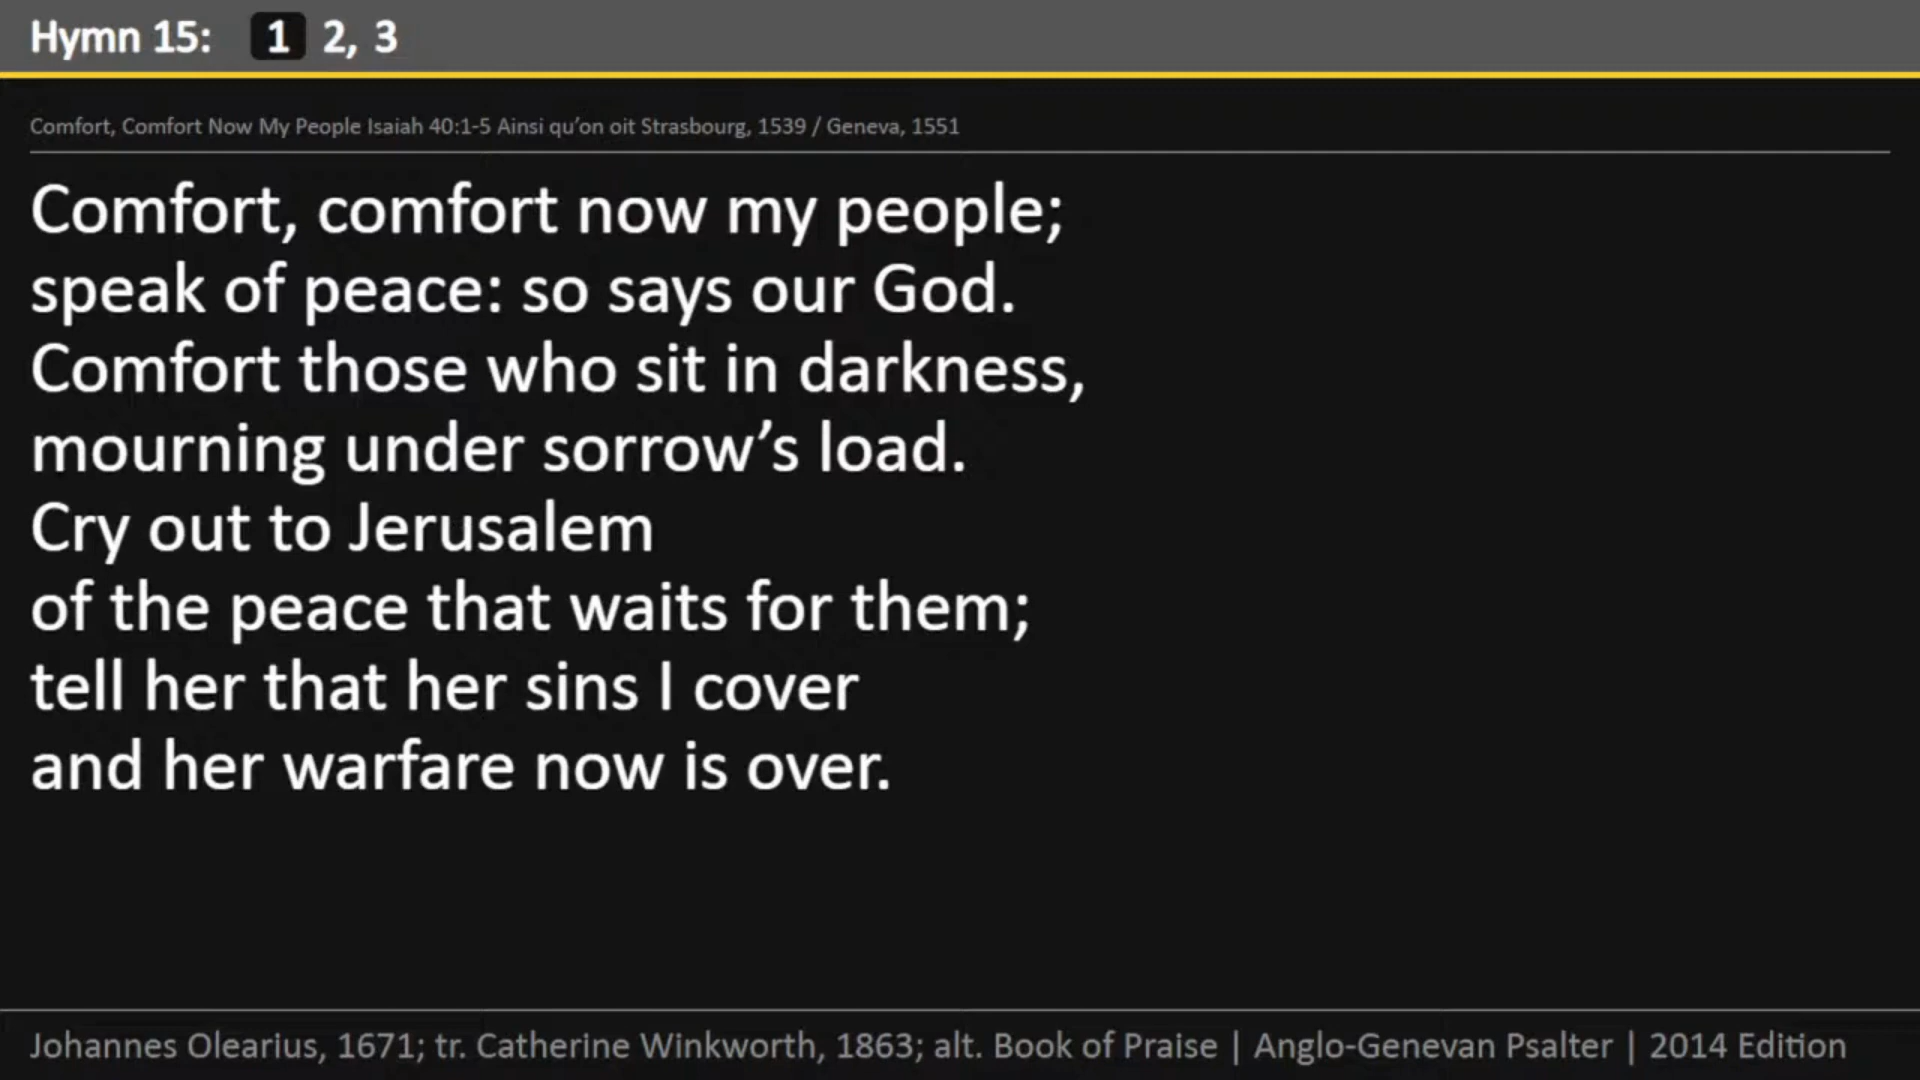 Hymn 15: 1 2, 3
Comfort, Comfort Now My People Isaiah 40:1-5 Ainsi qu’on oit Strasbourg, 1539 / Geneva, 1551
Comfort, comfort now my people;
speak of peace: so says our God.
Comfort those who sit in darkness,
mourning under sorrow’s load.
Cry out to Jerusalem
of the peace that waits for them;
tell her that her sins I cover
and her warfare now is over.
Johannes Olearius, 1671; tr. Catherine Winkworth, 1863; alt. Book of Praise | Anglo-Genevan Psalter | 2014 Edition